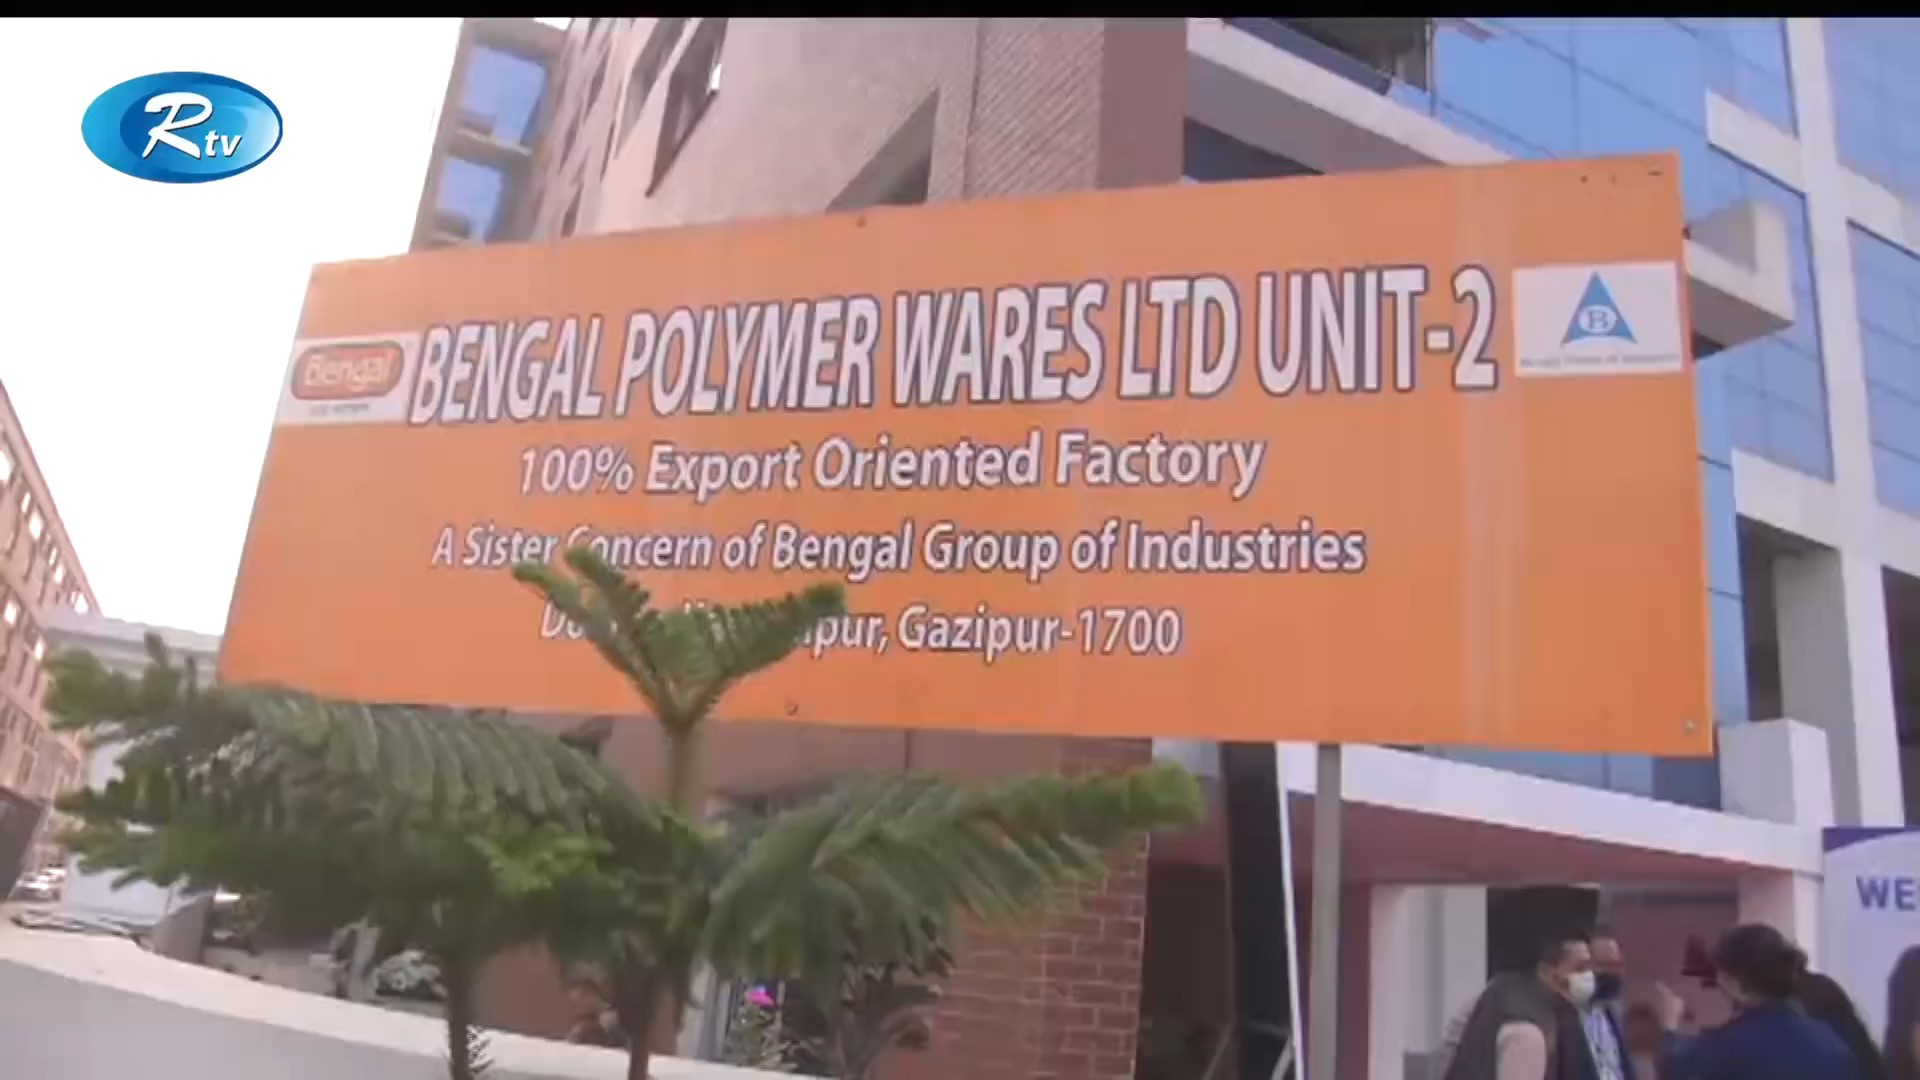 Rtv
Bengal
BENGAL POLYMER WARES LTD UNIT-2
B
100% Export Oriented Factory
A Sister Concern of Bengal Group of Industries
Gazipur-1700
WE